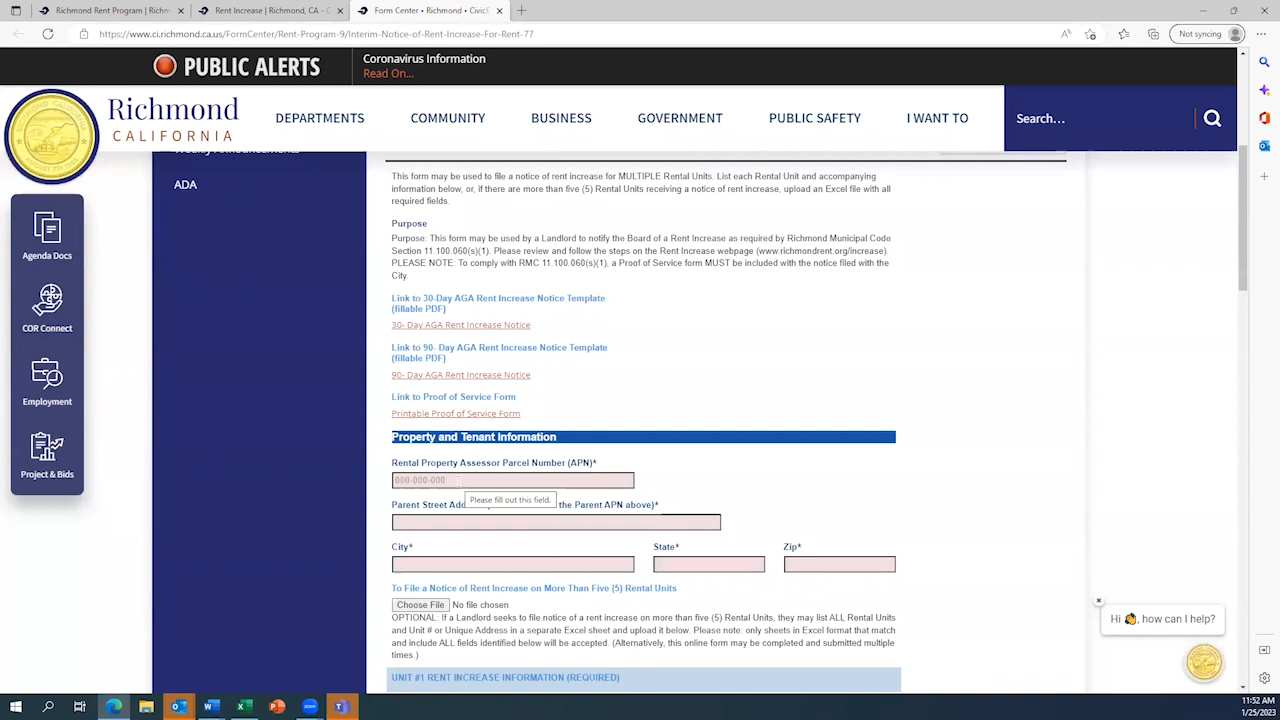 Richmond Rent Program | Richm
Rent Increase | Richmond, CA - O
Form Center • Richmond • CivicE
https://www.ci.richmond.ca.us/FormCenter/Rent-Program-9/Interim-Notice-of-Rent-Increase-For-Rent-77
Not syncing
PUBLIC ALERTS
Coronavirus Information
Read On...
Richmond
CALIFORNIA
DEPARTMENTS
COMMUNITY
BUSINESS
GOVERNMENT
PUBLIC SAFETY
I WANT TO
Search...
ADA
Agenda Docs
COR Connect
Employment
Project & Bids
This form may be used to file a notice of rent increase for MULTIPLE Rental Units. List each Rental Unit and accompanying
information below, or, if there are more than five (5) Rental Units receiving a notice of rent increase, upload an Excel file with all
required fields.
Purpose
Purpose: This form may be used by a Landlord to notify the Board of a Rent Increase as required by Richmond Municipal Code
Section 11.100.060(s)(1). Please review and follow the steps on the Rent Increase webpage (www.richmondrent.org/increase).
PLEASE NOTE: To comply with RMC 11.100.060(s)(1), a Proof of Service form MUST be included with the notice filed with the
City.
Link to 30-Day AGA Rent Increase Notice Template
(fillable PDF)
30- Day AGA Rent Increase Notice
Link to 90- Day AGA Rent Increase Notice Template
(fillable PDF)
90- Day AGA Rent Increase Notice
Link to Proof of Service Form
Printable Proof of Service Form
Property and Tenant Information
Rental Property Assessor Parcel Number (APN)*
000-000-000
Please fill out this field.
Parent Street Add the Parent APN above)*
City*
State*
Zip*
To File a Notice of Rent Increase on More Than Five (5) Rental Units
Choose File No file chosen
OPTIONAL: If a Landlord seeks to file notice of a rent increase on more than five (5) Rental Units, they may list ALL Rental Units
and Unit # or Unique Address in a separate Excel sheet and upload it below. Please note: only sheets in Excel format that match
and include ALL fields identified below will be accepted. (Alternatively, this online form may be completed and submitted multiple
times.)
UNIT #1 RENT INCREASE INFORMATION (REQUIRED)
Hi 👋, how can I help?
11:52 AM
1/25/2023